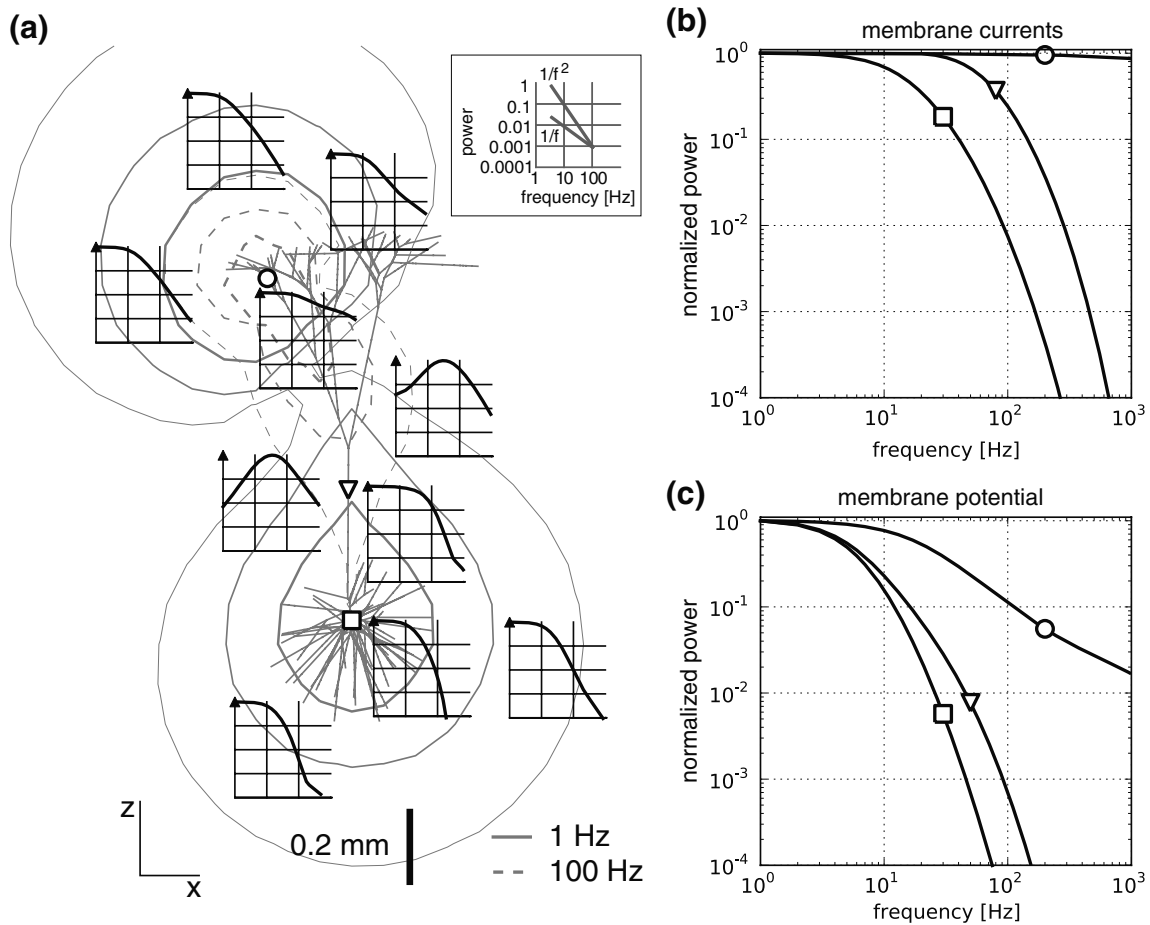 (a)
1/f²
1
0.1
0.01
0.001
0.0001
power
1/f
1 10 100
frequency [Hz]
z
x
0.2 mm
1 Hz
100 Hz
(b)
membrane currents
normalized power
10⁰
10⁻¹
10⁻²
10⁻³
10⁻⁴
10⁰ 10¹ 10² 10³
frequency [Hz]
(c)
membrane potential
normalized power
10⁰
10⁻¹
10⁻²
10⁻³
10⁻⁴
10⁰ 10¹ 10² 10³
frequency [Hz]